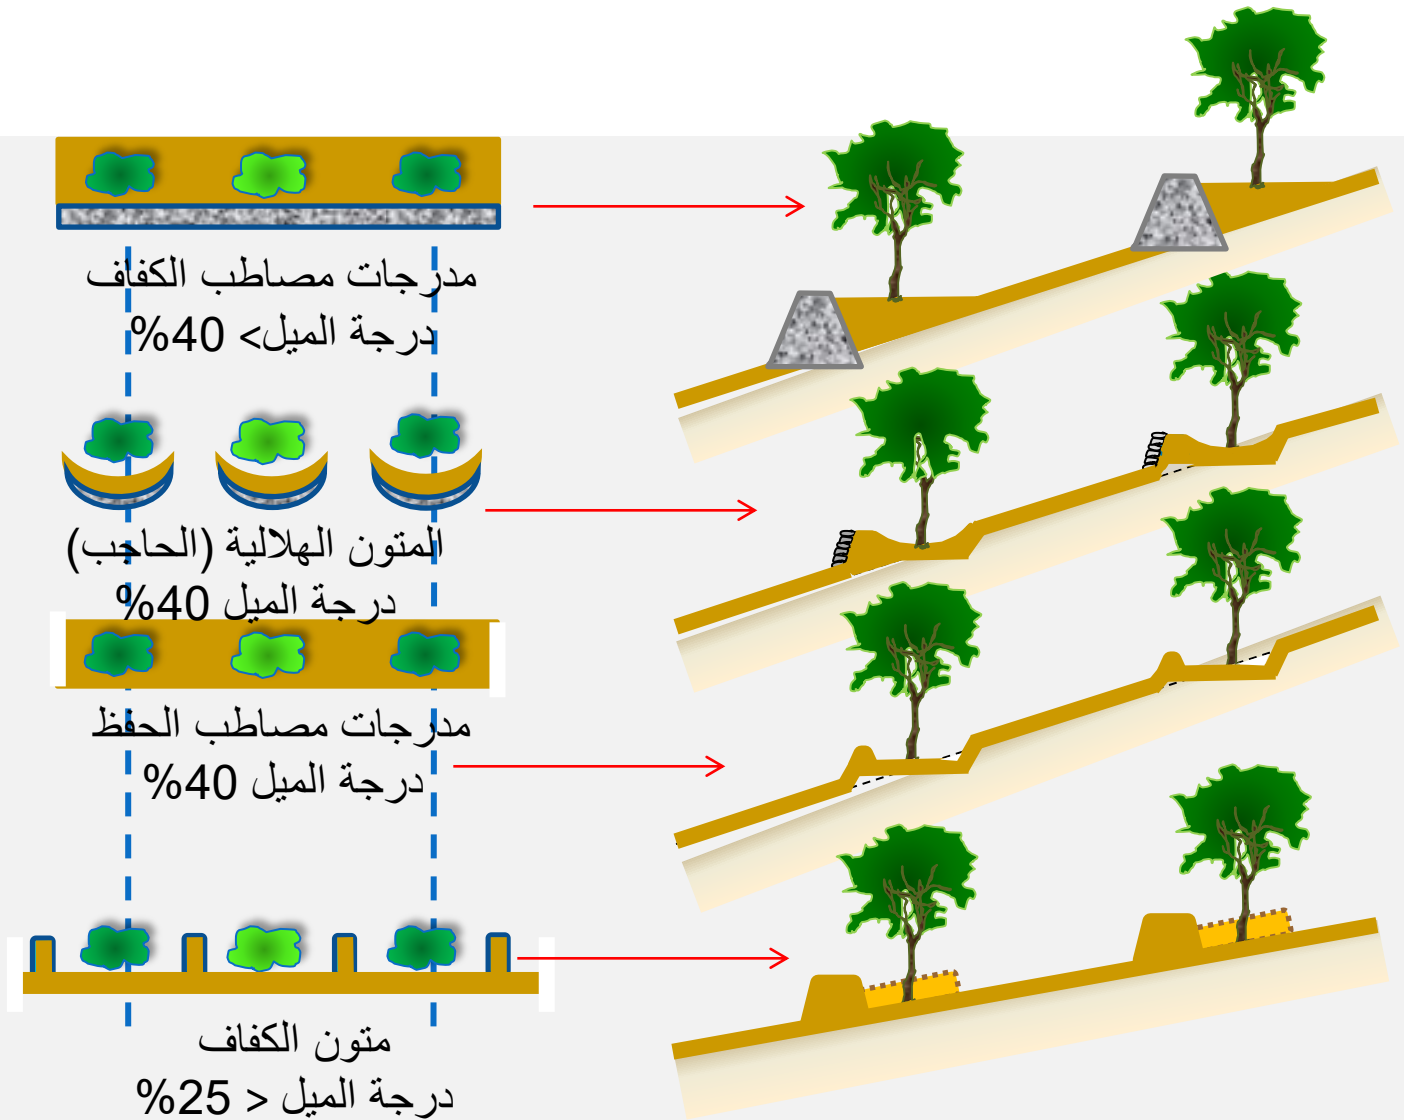 مدرجات مصاطب الكفاف
درجة الميل> 40%
المتون الهلالية (الحاجب)
درجة الميل 40%
مدرجات مصاطب الحفظ
درجة الميل 40%
متون الكفاف
درجة الميل < 25%